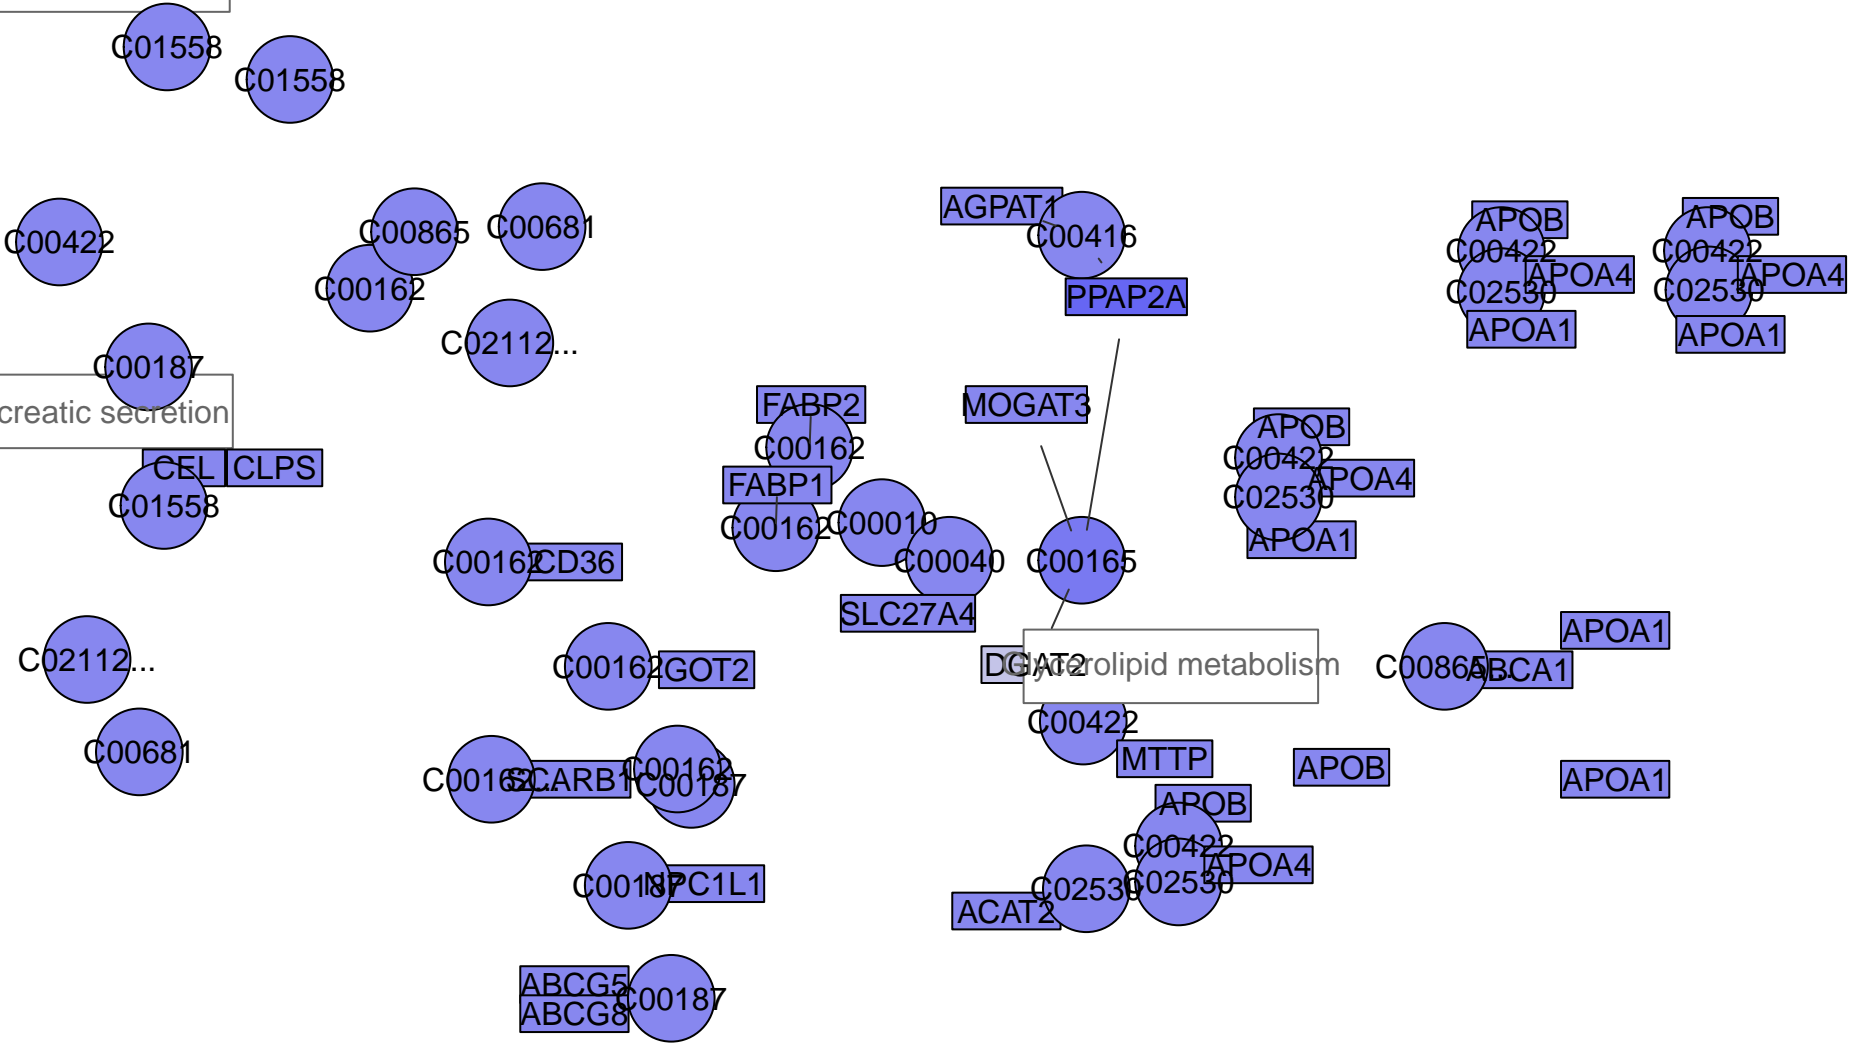 C01558
C01558
C00422
C00865
C00681
C00162
C02112...
AGPAT1
C00416
PPAP2A
APOB
C00422
APOA4
C02530
APOA1
APOB
C00422
APOA4
C02530
APOA1
C00187
creatic secretion
CEL
CLPS
C01558
FABP2
C00162
FABP1
C00162
C00010
C00040
SLC27A4
MOGAT3
C00165
APOB
C00422
APOA4
C02530
APOA1
C00162
CD36
C02112...
C00681
C00162
GOT2
DGAT2
Glycerolipid metabolism
C00422
MTTP
APOB
C00865...
ABCA1
APOA1
APOA1
C00162...
SCARB1
C00162
C00187
APOB
C00422
APOA4
C02530
C02530
ACAT2
C00187
NPC1L1
ABCG5
ABCG8
C00187